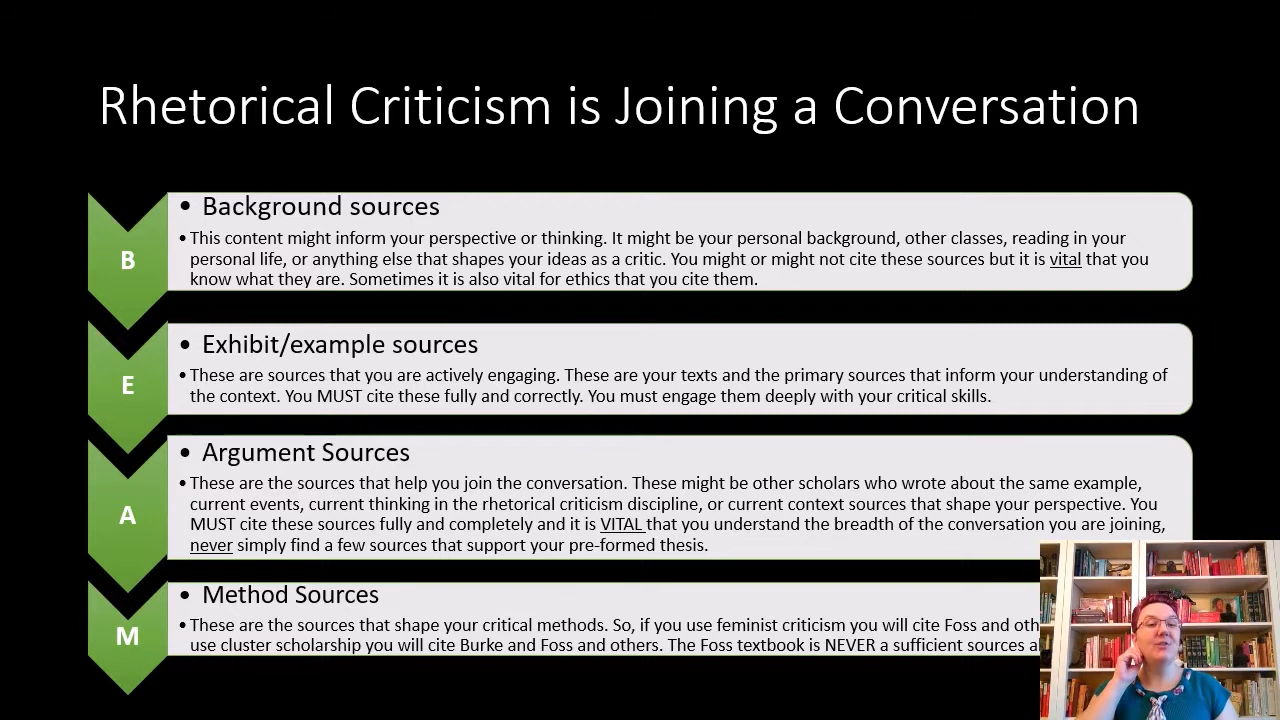 Rhetorical Criticism is Joining a Conversation
B
• Background sources
• This content might inform your perspective or thinking. It might be your personal background, other classes, reading in your
personal life, or anything else that shapes your ideas as a critic. You might or might not cite these sources but it is vital that you
know what they are. Sometimes it is also vital for ethics that you cite them.
E
• Exhibit/example sources
• These are sources that you are actively engaging. These are your texts and the primary sources that inform your understanding of
the context. You MUST cite these fully and correctly. You must engage them deeply with your critical skills.
A
• Argument Sources
• These are the sources that help you join the conversation. These might be other scholars who wrote about the same example,
current events, current thinking in the rhetorical criticism discipline, or current context sources that shape your perspective. You
MUST cite these sources fully and completely and it is VITAL that you understand the breadth of the conversation you are joining,
never simply find a few sources that support your pre-formed thesis.
M
• Method Sources
• These are the sources that shape your critical methods. So, if you use feminist criticism you will cite Foss and
use cluster scholarship you will cite Burke and Foss and others. The Foss textbook is NEVER a sufficient sources